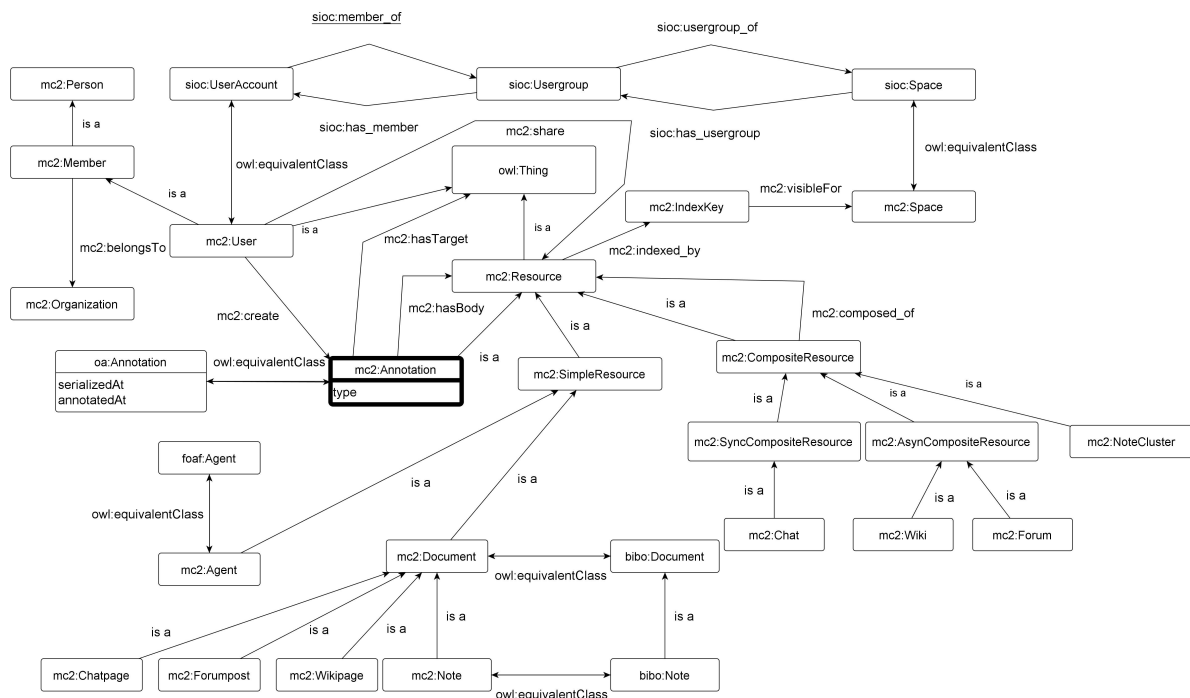 sioc:member_of
sioc:usergroup_of
mc2:Person
sioc:UserAccount
sioc:Usergroup
sioc:Space
is a
sioc:has_member
mc2:share
sioc:has_usergroup
mc2:Member
owl:equivalentClass
owl:Thing
owl:equivalentClass
is a
mc2:IndexKey
mc2:visibleFor
mc2:Space
mc2:belongsTo
mc2:User
is a
mc2:hasTarget
is a
mc2:indexed_by
mc2:Organization
mc2:create
mc2:hasBody
mc2:Resource
is a
mc2:composed_of
oa:Annotation
serializedAt
annotatedAt
owl:equivalentClass
mc2:Annotation
type
is a
is a
mc2:SimpleResource
mc2:CompositeResource
is a
is a
is a
foaf:Agent
mc2:SyncCompositeResource
mc2:AsynCompositeResource
mc2:NoteCluster
owl:equivalentClass
is a
is a
is a
is a
is a
mc2:Chat
mc2:Wiki
mc2:Forum
mc2:Agent
mc2:Document
owl:equivalentClass
bibo:Document
is a
is a
is a
is a
is a
mc2:Chatpage
mc2:Forumpost
mc2:Wikipage
mc2:Note
owl:equivalentClass
bibo:Note